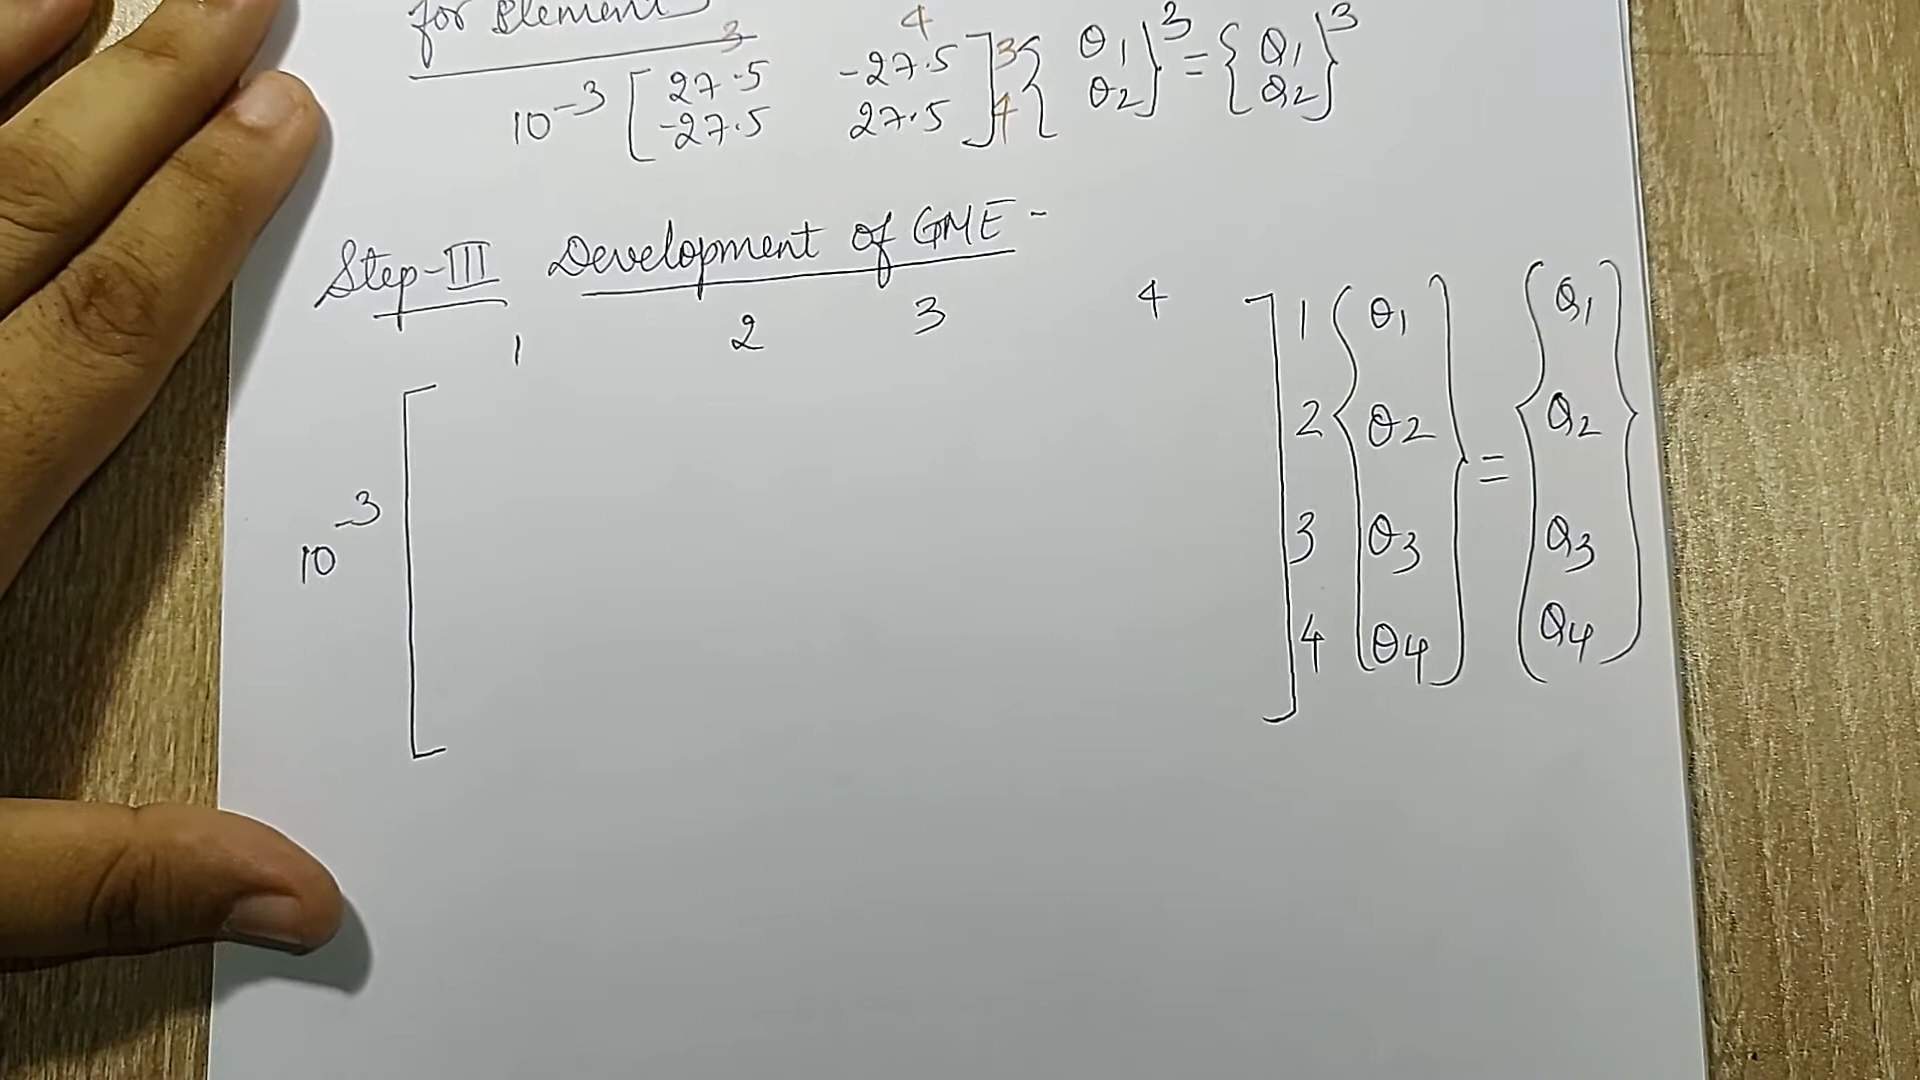 for Element
3 4
10^-3 [ 27.5 -27.5 ] 3 { θ1 }^3 = { Q1 }^3
[ -27.5 27.5 ] 4 { θ2 } { Q2 }
Step-III Development of GME -
1 2 3 4
10^-3 [ ] 1 { θ1 } = { Q1 }
2 { θ2 } { Q2 }
3 { θ3 } { Q3 }
4 { θ4 } { Q4 }